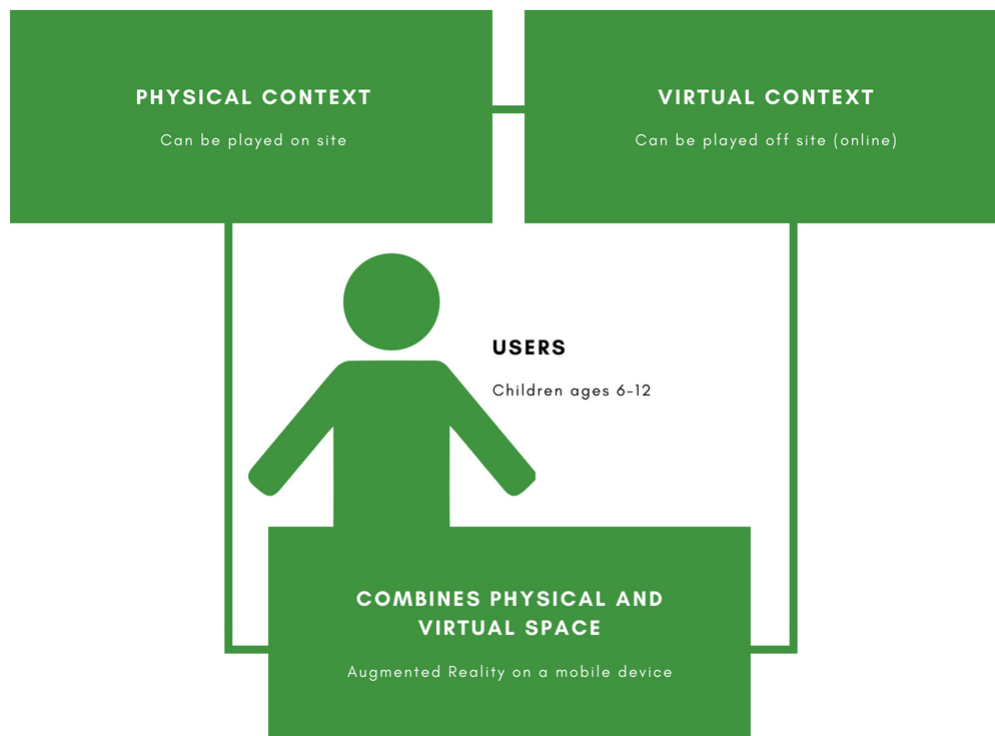 PHYSICAL CONTEXT
Can be played on site
VIRTUAL CONTEXT
Can be played off site (online)
USERS
Children ages 6-12
COMBINES PHYSICAL AND
VIRTUAL SPACE
Augmented Reality on a mobile device